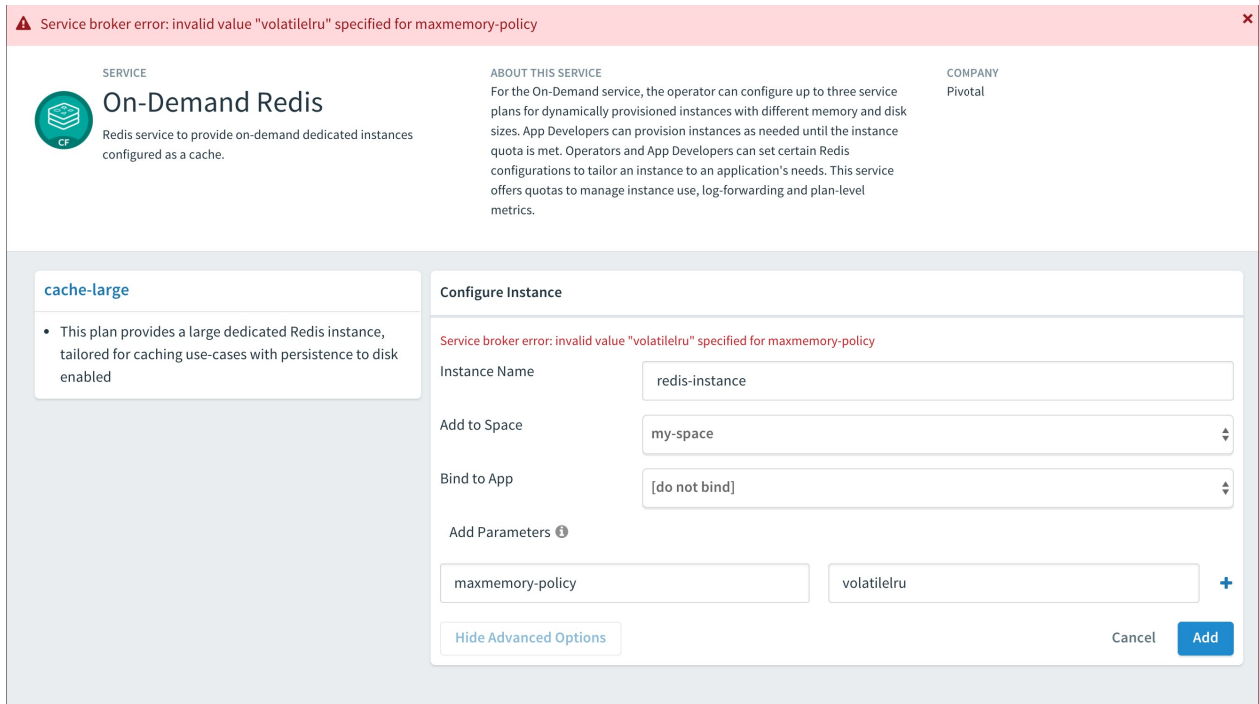 Service broker error: invalid value "volatilelru" specified for maxmemory-policy
×
SERVICE
On-Demand Redis
Redis service to provide on-demand dedicated instances
configured as a cache.
CF
ABOUT THIS SERVICE
For the On-Demand service, the operator can configure up to three service
plans for dynamically provisioned instances with different memory and disk
sizes. App Developers can provision instances as needed until the instance
quota is met. Operators and App Developers can set certain Redis
configurations to tailor an instance to an application's needs. This service
offers quotas to manage instance use, log-forwarding and plan-level
metrics.
COMPANY
Pivotal
cache-large
• This plan provides a large dedicated Redis instance,
tailored for caching use-cases with persistence to disk
enabled
Configure Instance
Service broker error: invalid value "volatilelru" specified for maxmemory-policy
Instance Name
redis-instance
Add to Space
my-space
Bind to App
[do not bind]
Add Parameters
maxmemory-policy
volatilelru
+
Hide Advanced Options
Cancel
Add